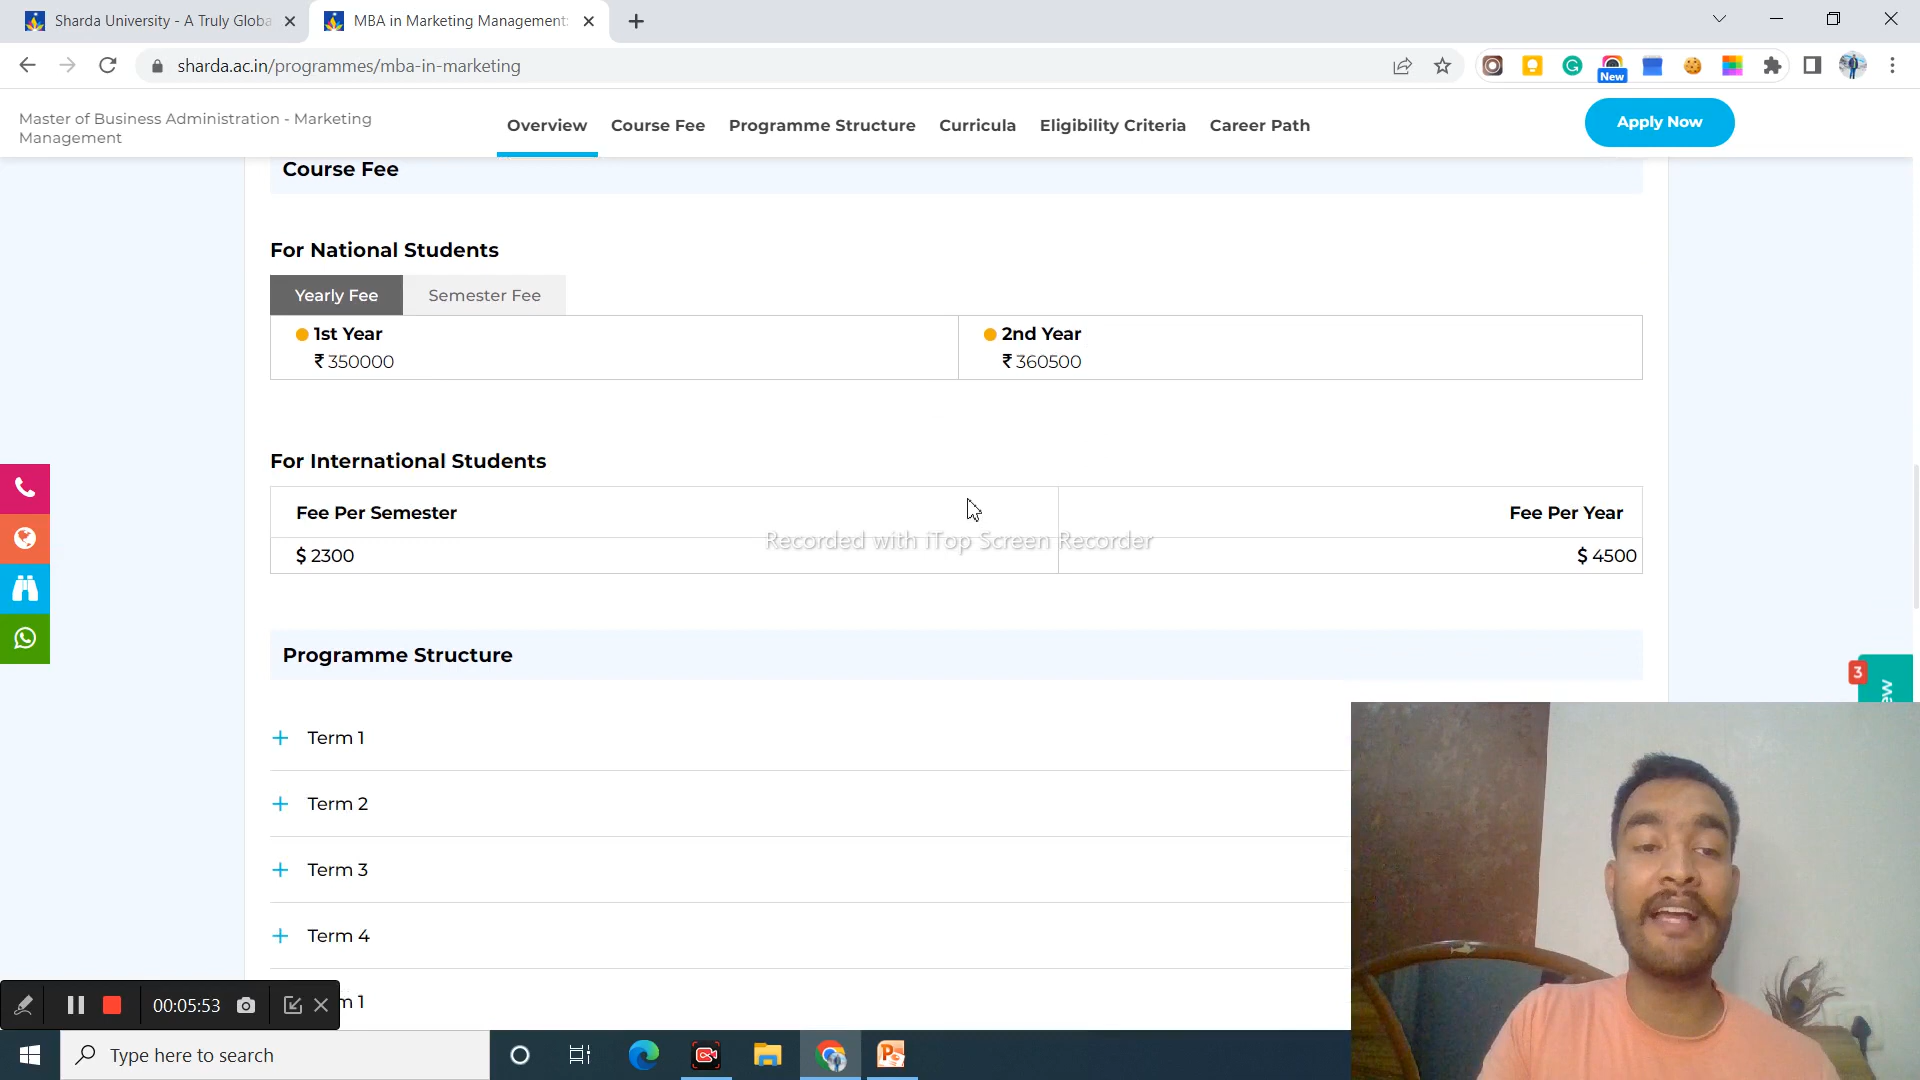 Sharda University - A Truly Globa
MBA in Marketing Management
sharda.ac.in/programmes/mba-in-marketing
New
Master of Business Administration - Marketing
Management
Overview
Course Fee
Programme Structure
Curricula
Eligibility Criteria
Career Path
Apply Now
Course Fee
For National Students
Yearly Fee
Semester Fee
1st Year
₹ 350000
2nd Year
₹ 360500
For International Students
Fee Per Semester
Fee Per Year
Recorded with iTop Screen Recorder
$ 2300
$ 4500
Programme Structure
3
Term 1
Term 2
Term 3
Term 4
m 1
00:05:53
Type here to search